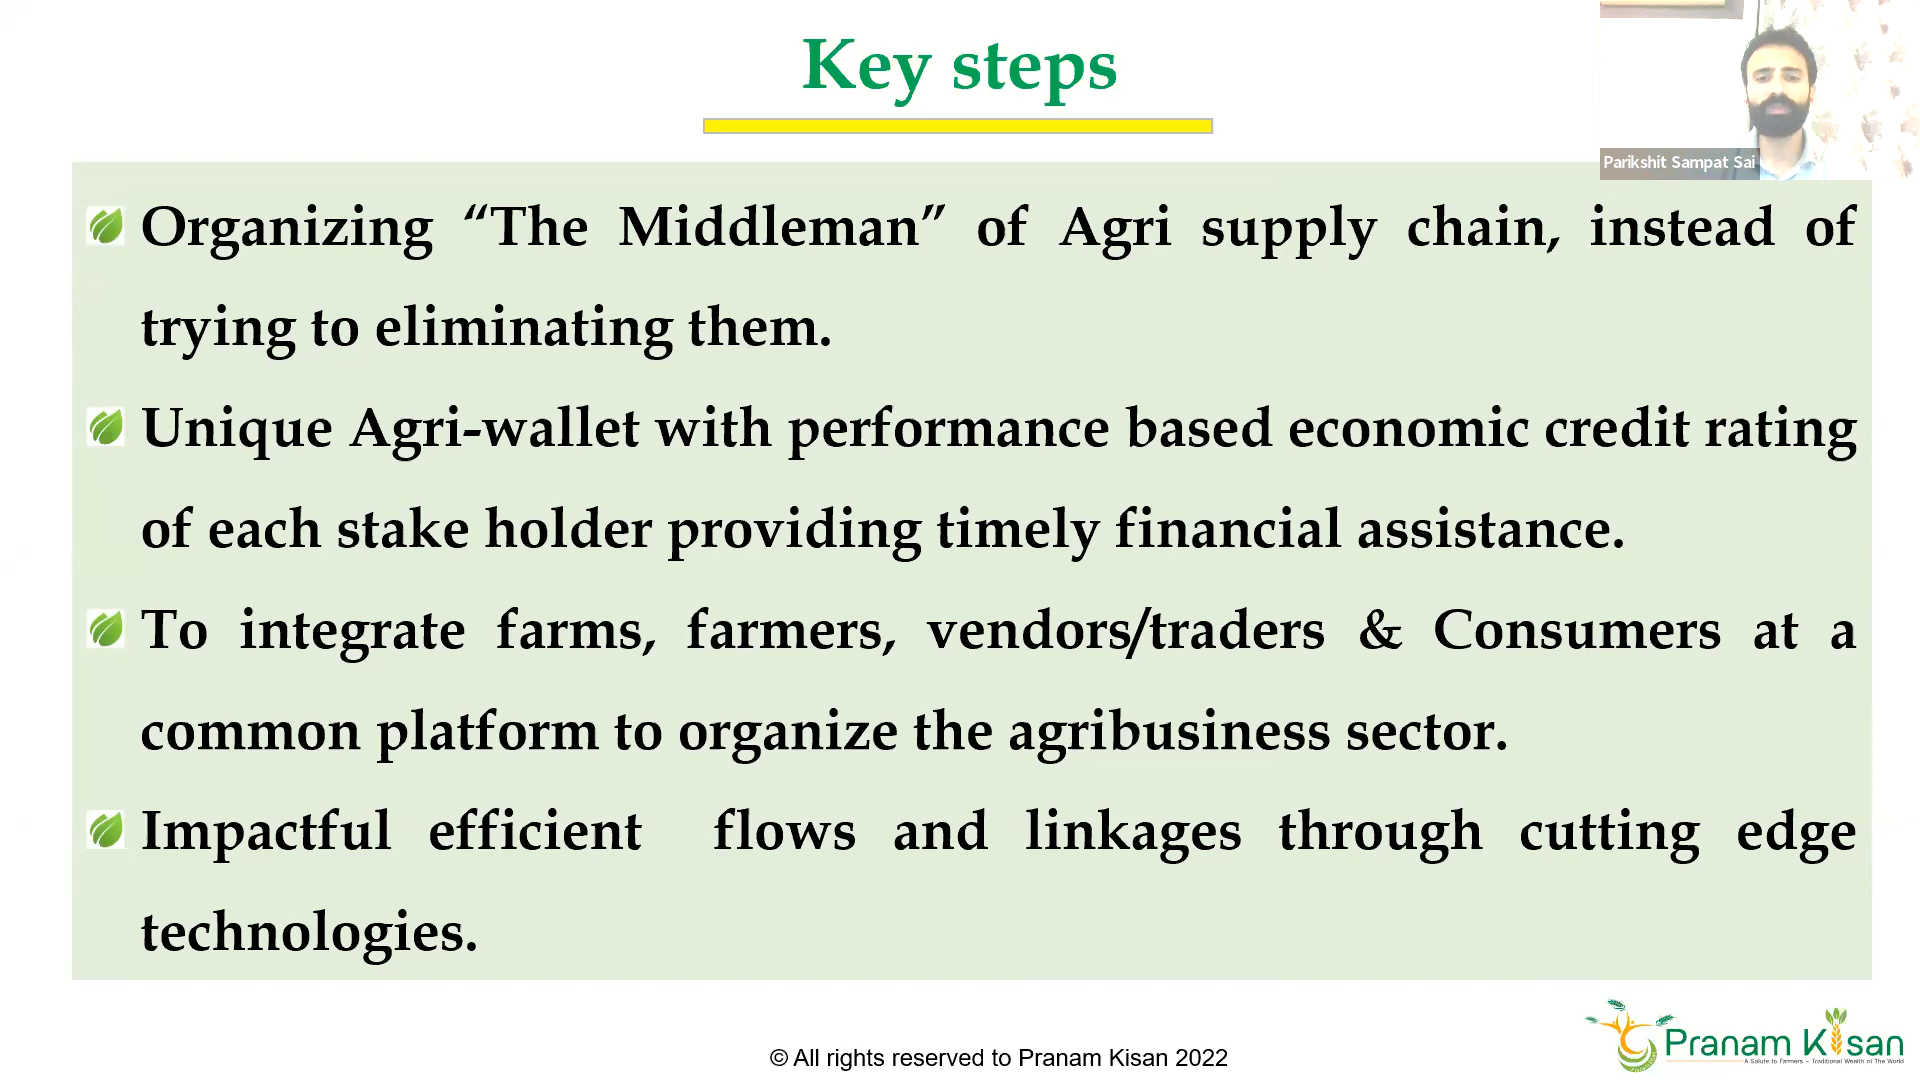 Key steps
Parikshit Sampat Sai
Organizing “The Middleman” of Agri supply chain, instead of
trying to eliminating them.
Unique Agri-wallet with performance based economic credit rating
of each stake holder providing timely financial assistance.
To integrate farms, farmers, vendors/traders & Consumers at a
common platform to organize the agribusiness sector.
Impactful efficient flows and linkages through cutting edge
technologies.
Pranam Kisan
A Salute to Farmers – Traditional Wealth of The World
© All rights reserved to Pranam Kisan 2022